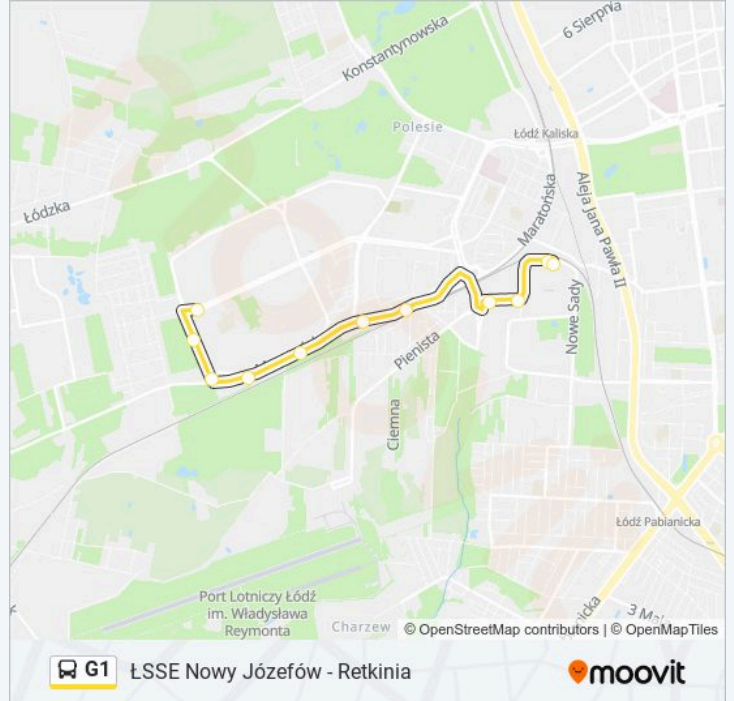 6 Sierpnia
Konstantynowska
Polesie
Łódź Kaliska
Aleja Jana Pawła II
Maratońska
Łódzka
Nowe Sady
Pienista
Ciemna
Łódź Pabianicka
Port Lotniczy Łódź
im. Władysława
Reymonta
Charzew
3 Maja
© OpenStreetMap contributors | © OpenMapTiles
G1 ŁSSE Nowy Józefów - Retkinia
moovit